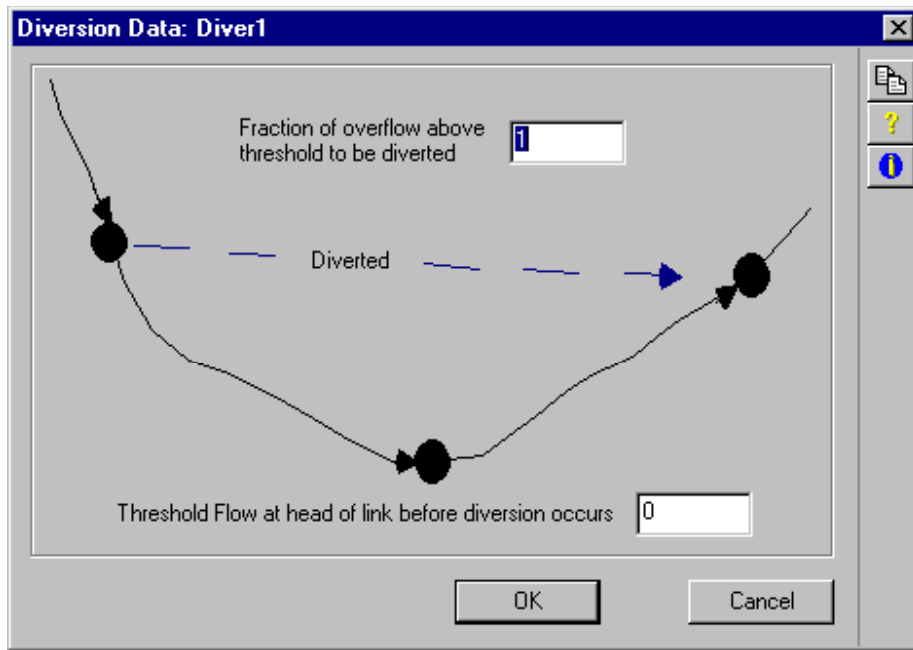 Diversion Data: Diver1
Fraction of overflow above
threshold to be diverted
1
Diverted
Threshold Flow at head of link before diversion occurs
0
OK
Cancel
?
i